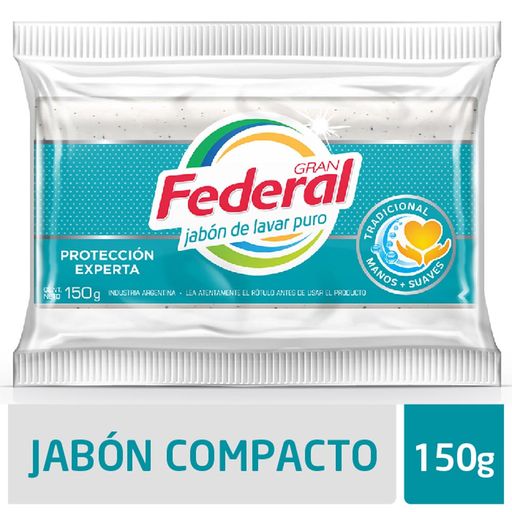 GRAN
Federal
jabón de lavar puro
TRADICIONAL
MANOS + SUAVES
PROTECCIÓN
EXPERTA
CONT.
NETO 150g
INDUSTRIA ARGENTINA - LEA ATENTAMENTE EL RÓTULO ANTES DE USAR EL PRODUCTO
JABÓN COMPACTO
150g